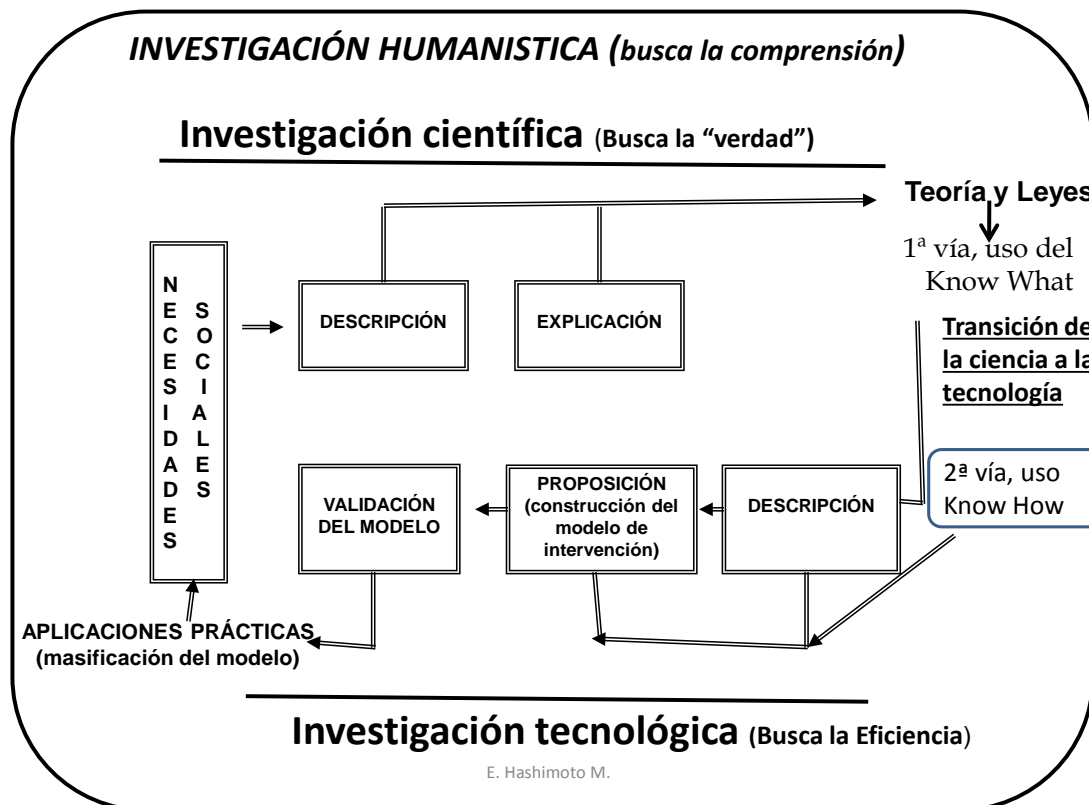 INVESTIGACIÓN HUMANISTICA (busca la comprensión)
Investigación científica (Busca la “verdad”)
Teoría y Leyes
1ª vía, uso del
Know What
NECESIDADES
SOCIALES
DESCRIPCIÓN
EXPLICACIÓN
Transición de
la ciencia a la
tecnología
VALIDACIÓN
DEL MODELO
PROPOSICIÓN
(construcción del
modelo de
intervención)
DESCRIPCIÓN
2ª vía, uso
Know How
APLICACIONES PRÁCTICAS
(masificación del modelo)
Investigación tecnológica (Busca la Eficiencia)
E. Hashimoto M.